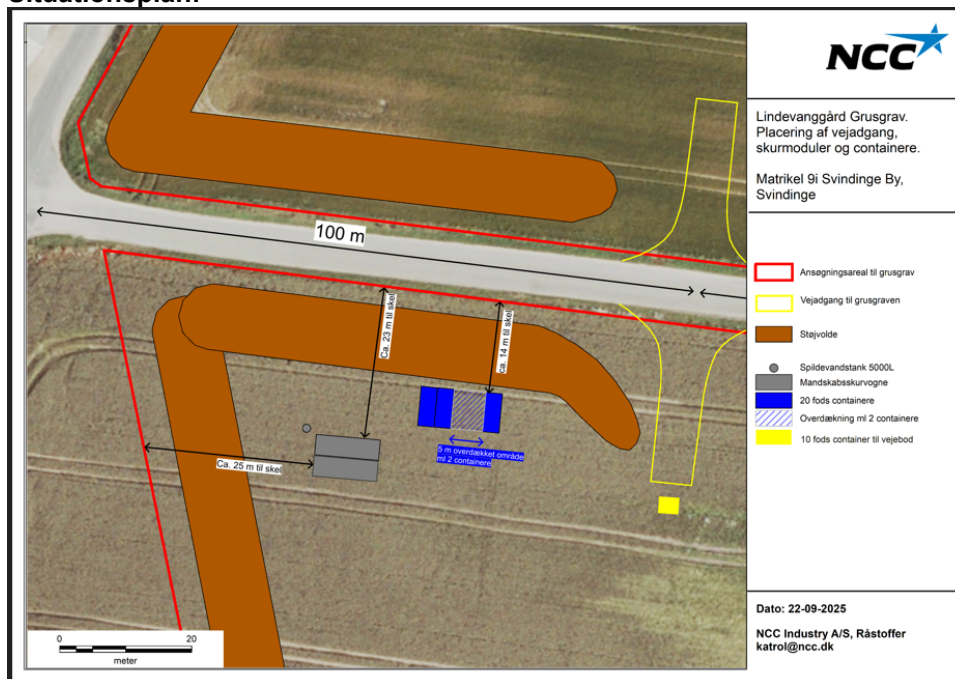 Situationsplan:
NCC
Lindevanggård Grusgrav.
Placering af vejadgang,
skurmoduler og containere.
Matrikel 9i Svindinge By,
Svindinge
100 m
Ca. 23 m til skel
ca. 14 m til skel
Ca. 25 m til skel
5 m overdækket område
ml 2 containere
Ansøgningsareal til grusgrav
Vejadgang til grusgraven
Støjvolde
Spildevandstank 5000L
Mandskabsskurvogne
20 fods containere
Overdækning ml 2 containere
10 fods container til vejebod
0 20
meter
Dato: 22-09-2025
NCC Industry A/S, Råstoffer
katrol@ncc.dk